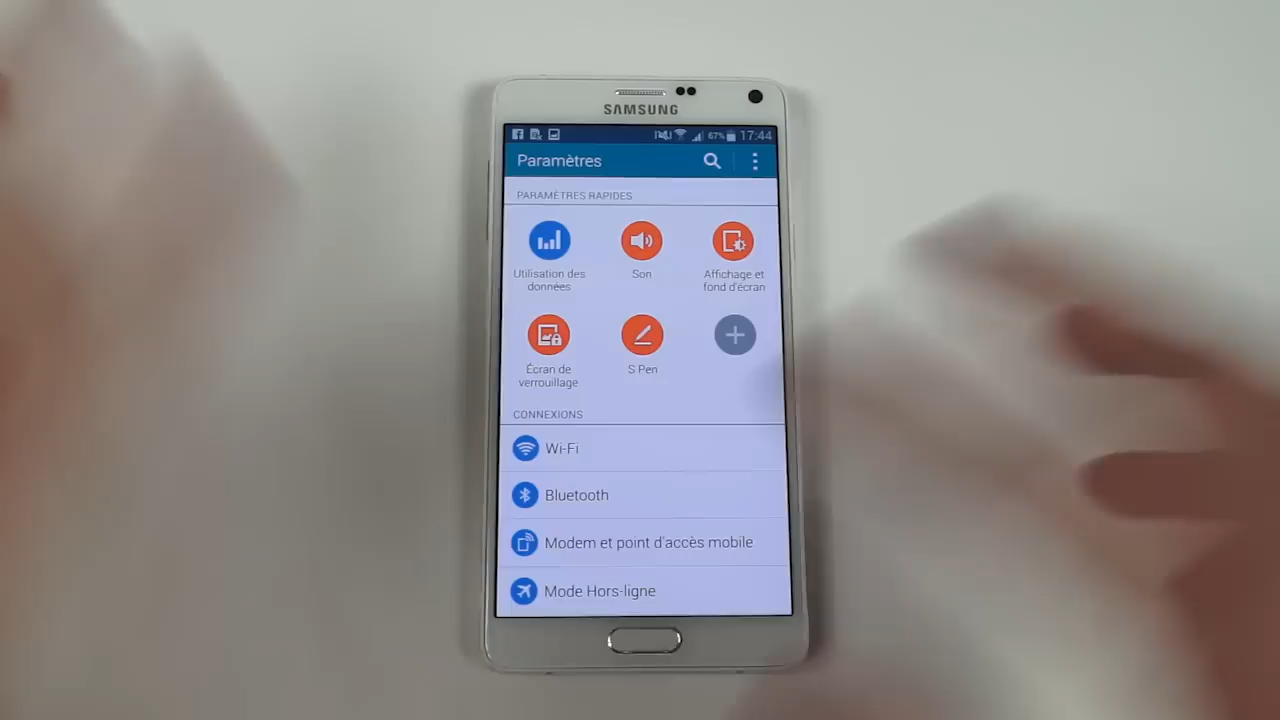 SAMSUNG
67% 17:44
Paramètres
PARAMÈTRES RAPIDES
Utilisation des
données
Son
Affichage et
fond d'écran
Écran de
verrouillage
S Pen
CONNEXIONS
Wi-Fi
Bluetooth
Modem et point d'accès mobile
Mode Hors-ligne